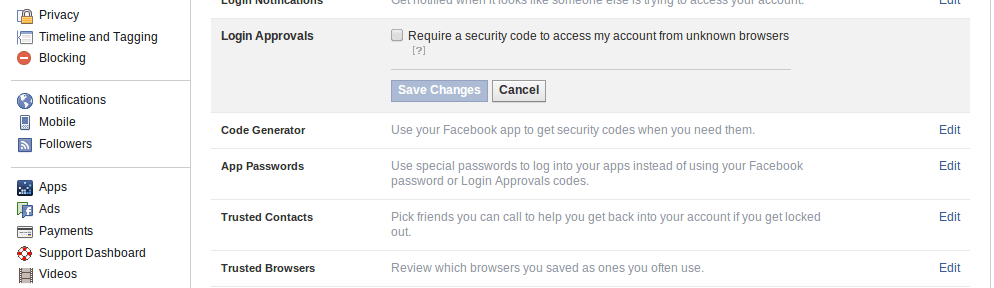 Privacy
Timeline and Tagging
Blocking
Notifications
Mobile
Followers
Apps
Ads
Payments
Support Dashboard
Videos
Login Notifications Get notified when it looks like someone else is trying to access your account. Edit
Login Approvals Require a security code to access my account from unknown browsers
[?]
Save Changes Cancel
Code Generator Use your Facebook app to get security codes when you need them. Edit
App Passwords Use special passwords to log into your apps instead of using your Facebook Edit
password or Login Approvals codes.
Trusted Contacts Pick friends you can call to help you get back into your account if you get locked Edit
out.
Trusted Browsers Review which browsers you saved as ones you often use. Edit